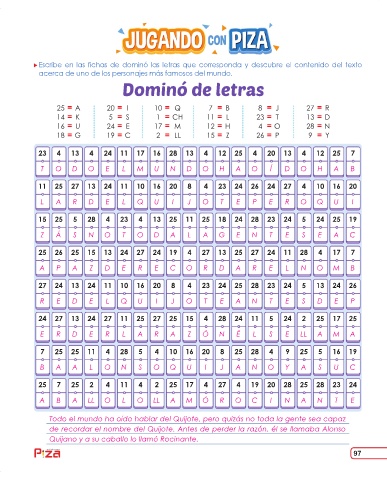 JUGANDO CON PIZA
Escribe en las fichas de dominó las letras que corresponda y descubre el contenido del texto
acerca de uno de los personajes más famosos del mundo.
Dominó de letras
25 = A 20 = I 10 = Q 7 = B 8 = J 27 = R
14 = K 5 = S 1 = CH 11 = L 23 = T 13 = D
16 = U 24 = E 17 = M 12 = H 4 = O 28 = N
18 = G 19 = C 2 = LL 15 = Z 26 = P 9 = Y
23 4 13 4 24 11 17 16 28 13 4 12 25 4 20 13 4 12 25 7
T O D O E L M U N D O H A O Í D O H A B
11 25 27 13 24 11 10 16 20 8 4 23 24 26 24 27 4 10 16 20
L A R D E L Q U I J O T E P E R O Q U I
15 25 5 28 4 23 4 13 25 11 25 18 24 28 23 24 5 24 25 19
Z Á S N O T O D A L A G E N T E S E A C
25 26 25 15 13 24 27 24 19 4 27 13 25 27 24 11 28 4 17 7
A P A Z D E R E C O R D A R E L N O M B
27 24 13 24 11 10 16 20 8 4 23 24 25 28 23 24 5 13 24 26
R E D E L Q U I J O T E A N T E S D E P
24 27 13 24 27 11 25 27 25 15 4 28 24 11 5 24 2 25 17 25
E R D E R L A R A Z Ó N É L S E LL A M A
7 25 25 11 4 28 5 4 10 16 20 8 25 28 4 9 25 5 16 19
B A A L O N S O Q U I J A N O Y A S U C
25 7 25 2 4 11 4 2 25 17 4 27 4 19 20 28 25 28 23 24
A B A LL O L O LL A M Ó R O C I N A N T E
Todo el mundo ha oído hablar del Quijote, pero quizás no toda la gente sea capaz
de recordar el nombre del Quijote. Antes de perder la razón, él se llamaba Alonso
Quijano y a su caballo lo llamó Rocinante.
Piza
97